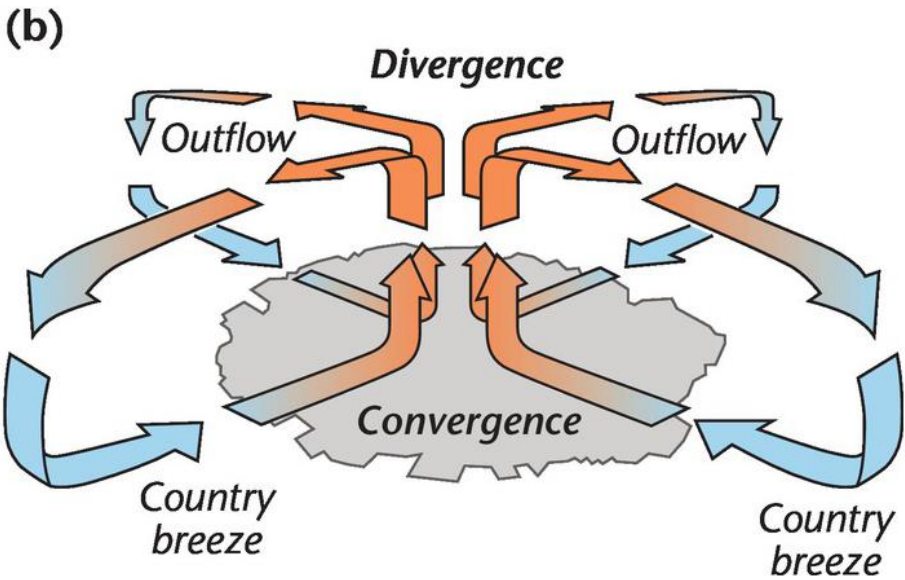 (b)
Divergence
Outflow
Outflow
Convergence
Country
breeze
Country
breeze